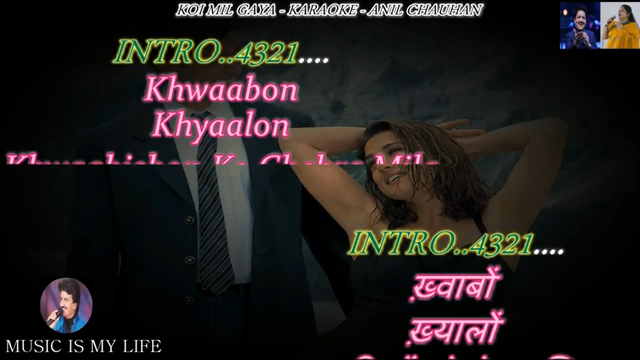 KOI MIL GAYA - KARAOKE - ANIL CHAUHAN
INTRO..4321....
Khwaabon
Khyaalon
INTRO..4321....
ख़्वाबों
ख़्यालों
MUSIC IS MY LIFE